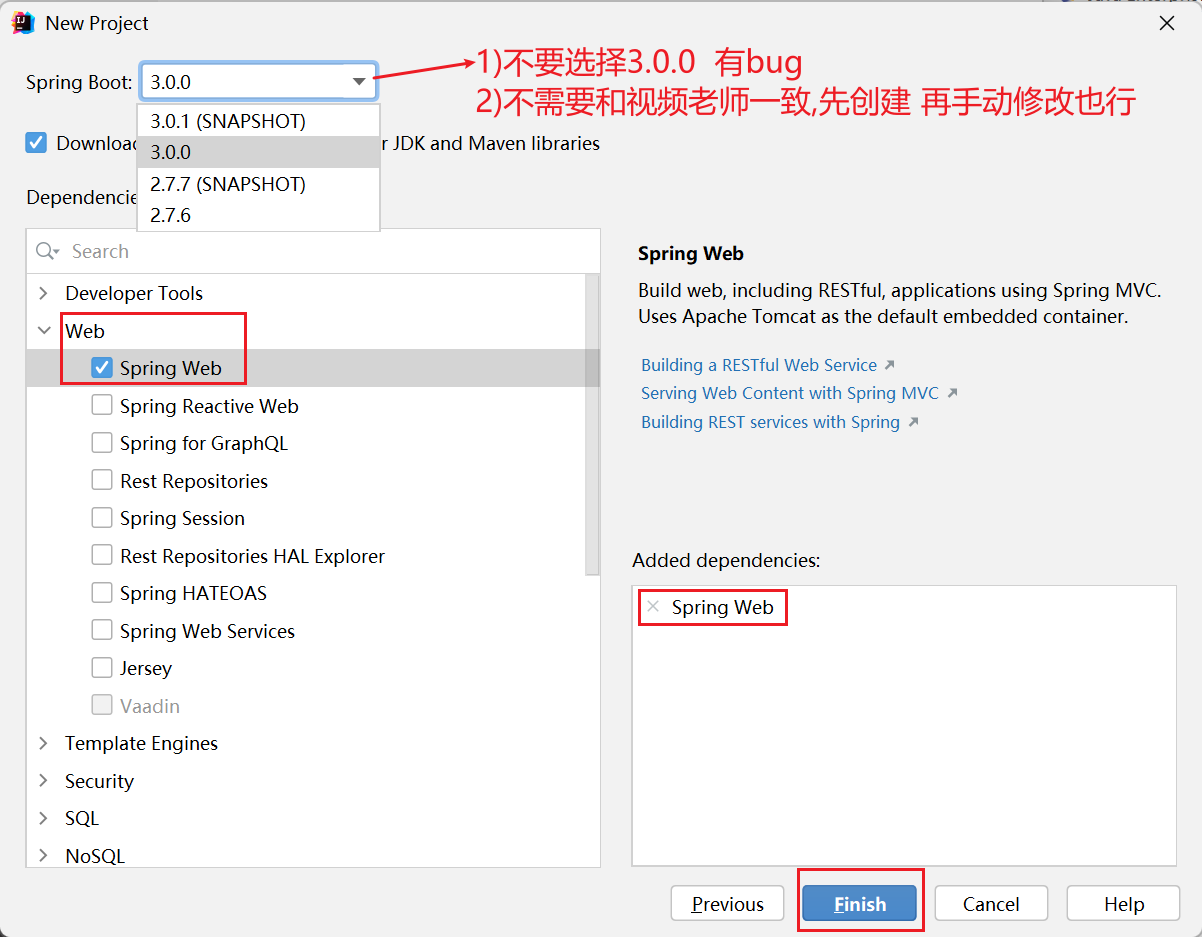 New Project
Spring Boot: 3.0.0
1)不要选择3.0.0 有bug
2)不需要和视频老师一致,先创建 再手动修改也行
3.0.1 (SNAPSHOT)
3.0.0
2.7.7 (SNAPSHOT)
2.7.6
r JDK and Maven libraries
Search
Developer Tools
Web
Spring Web
Spring Reactive Web
Spring for GraphQL
Rest Repositories
Spring Session
Rest Repositories HAL Explorer
Spring HATEOAS
Spring Web Services
Jersey
Vaadin
Template Engines
Security
SQL
NoSQL
Spring Web
Build web, including RESTful, applications using Spring MVC.
Uses Apache Tomcat as the default embedded container.
Building a RESTful Web Service
Serving Web Content with Spring MVC
Building REST services with Spring
Added dependencies:
Spring Web
Previous
Finish
Cancel
Help